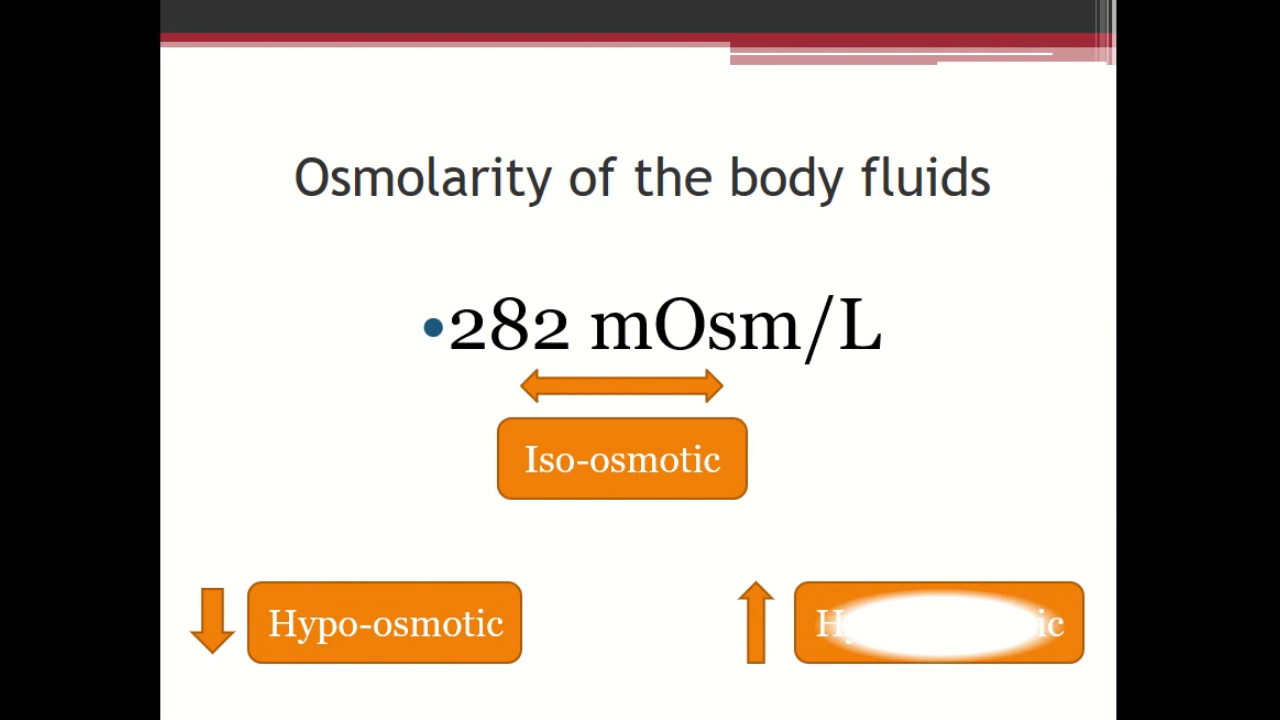 Osmolarity of the body fluids
•282 mOsm/L
Iso-osmotic
Hypo-osmotic